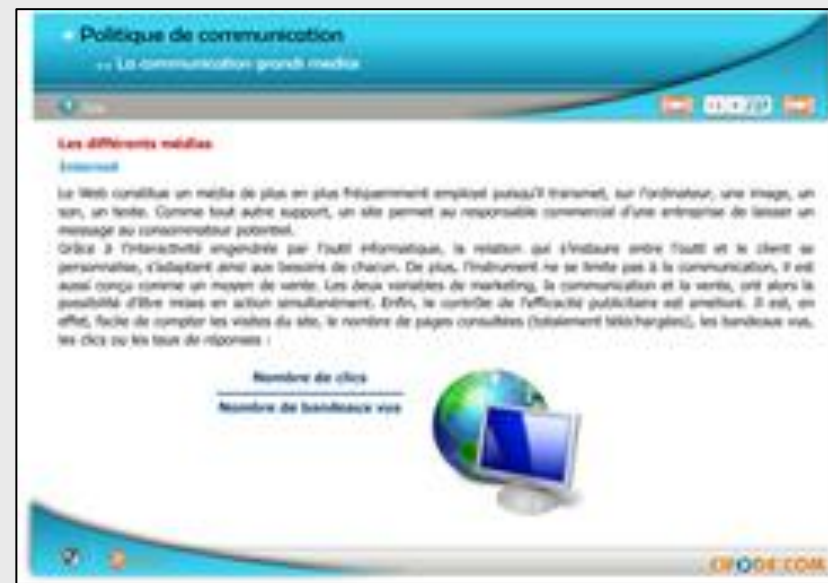 Politique de communication
La communication grands medias
Les différents médias
Internet
Le Web constitue un média de plus en plus fréquemment employé puisqu'il transmet, sur l'ordinateur, une image, un
son, un texte. Comme tout autre support, un site permet au responsable commercial d'une entreprise de laisser un
message au consommateur potentiel.
Grâce à l'interactivité engendrée par l'outil informatique, la relation qui s'instaure entre l'outil et le client se
personnalise, s'adaptant ainsi aux besoins de chacun. De plus, l'instrument ne se limite pas à la communication, il est
aussi conçu comme un moyen de vente. Les deux variables de marketing, la communication et la vente, ont alors la
possibilité d'être mises en action simultanément. Enfin, le contrôle de l'efficacité publicitaire est amélioré. Il est, en
effet, facile de compter les visites du site, le nombre de pages consultées (totalement téléchargées), les bandeaux vus,
les clics ou les taux de réponses :
Nombre de clics
Nombre de bandeaux vus